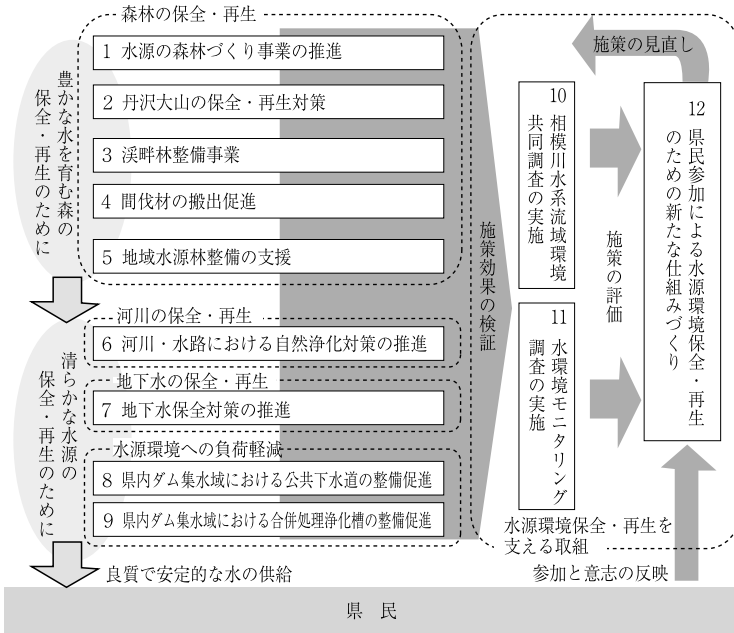 森林の保全・再生
1 水源の森林づくり事業の推進
2 丹沢大山の保全・再生対策
3 渓畔林整備事業
4 間伐材の搬出促進
5 地域水源林整備の支援
豊かな水を育む森の
保全・再生のために
河川の保全・再生
6 河川・水路における自然浄化対策の推進
地下水の保全・再生
7 地下水保全対策の推進
水源環境への負荷軽減
8 県内ダム集水域における公共下水道の整備促進
9 県内ダム集水域における合併処理浄化槽の整備促進
清らかな水源の
保全・再生のために
良質で安定的な水の供給
施策効果の検証
10 相模川水系流域環境
共同調査の実施
11 水環境モニタリング
調査の実施
施策の評価
施策の見直し
12 県民参加による水源環境保全・再生
のための新たな仕組みづくり
水源環境保全・再生を
支える取組
参加と意志の反映
県 民